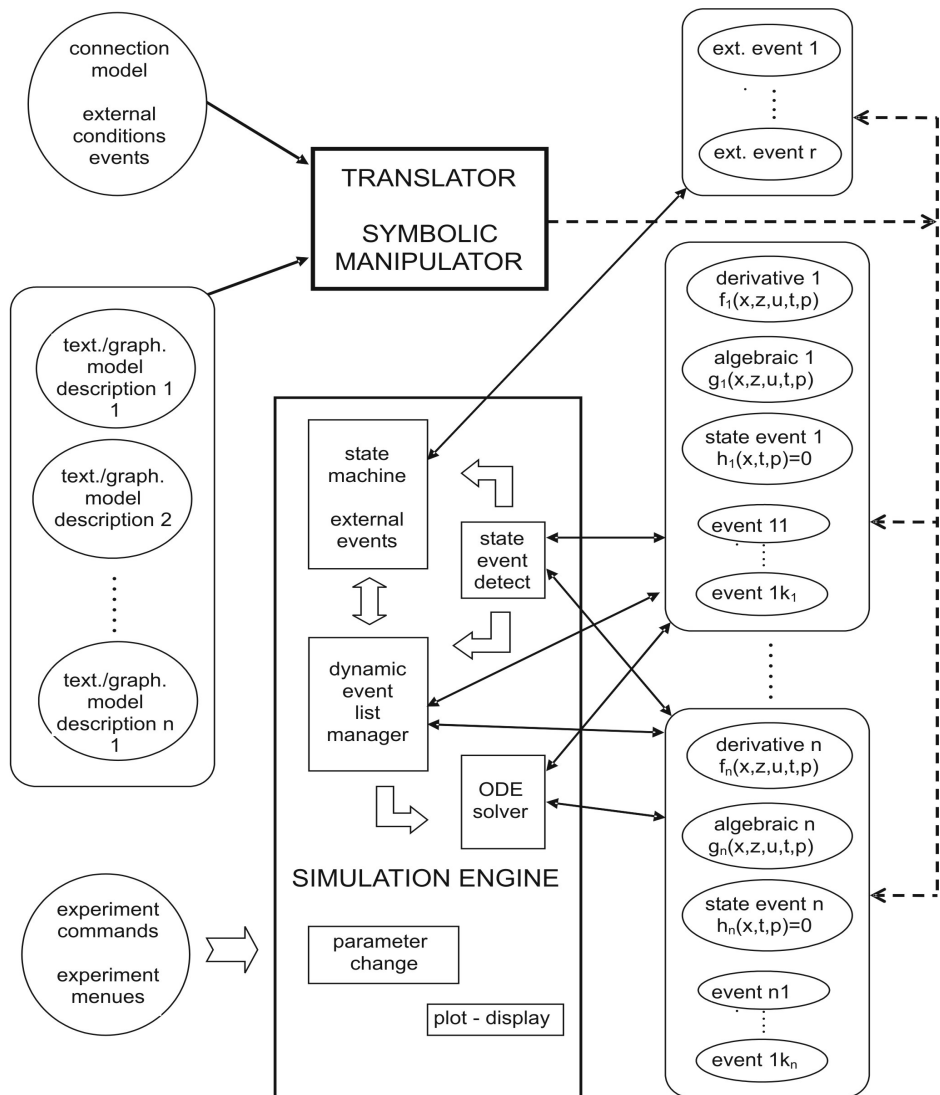 connection
model
external
conditions
events
TRANSLATOR
SYMBOLIC
MANIPULATOR
text./graph.
model
description 1
1
text./graph.
model
description 2
text./graph.
model
description n
1
experiment
commands
experiment
menues
state
machine
external
events
state
event
detect
dynamic
event
list
manager
ODE
solver
SIMULATION ENGINE
parameter
change
plot - display
ext. event 1
ext. event r
derivative 1
f₁(x,z,u,t,p)
algebraic 1
g₁(x,z,u,t,p)
state event 1
h₁(x,t,p)=0
event 11
event 1k₁
derivative n
fₙ(x,z,u,t,p)
algebraic n
gₙ(x,z,u,t,p)
state event n
hₙ(x,t,p)=0
event n1
event 1kₙ